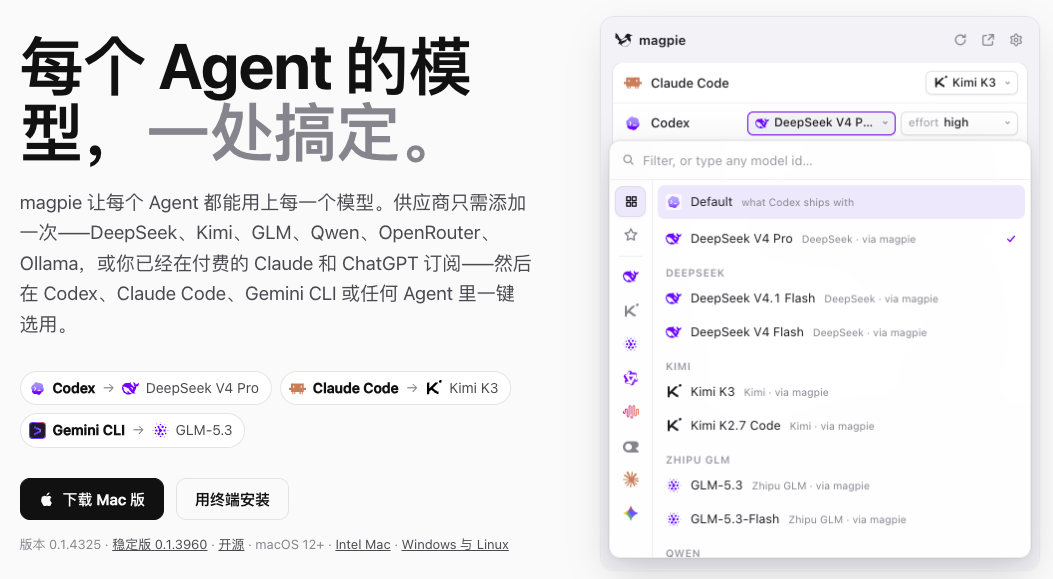 每个 Agent 的模
型，一处搞定。
magpie 让每个 Agent 都能用上每一个模型。供应商只需添加
一次——DeepSeek、Kimi、GLM、Qwen、OpenRouter、
Ollama，或你已经在付费的 Claude 和 ChatGPT 订阅——然后
在 Codex、Claude Code、Gemini CLI 或任何 Agent 里一键
选用。
Codex → DeepSeek V4 Pro
Claude Code → Kimi K3
Gemini CLI → GLM-5.3
下载 Mac 版
用终端安装
版本 0.1.4325 · 稳定版 0.1.3960 · 开源 · macOS 12+ · Intel Mac · Windows 与 Linux
magpie
Claude Code
Kimi K3
Codex
DeepSeek V4 P...
effort high
Filter, or type any model id...
Default what Codex ships with
DeepSeek V4 Pro DeepSeek · via magpie
DEEPSEEK
DeepSeek V4.1 Flash DeepSeek · via magpie
DeepSeek V4 Flash DeepSeek · via magpie
KIMI
Kimi K3 Kimi · via magpie
Kimi K2.7 Code Kimi · via magpie
ZHIPU GLM
GLM-5.3 Zhipu GLM · via magpie
GLM-5.3-Flash Zhipu GLM · via magpie
QWEN